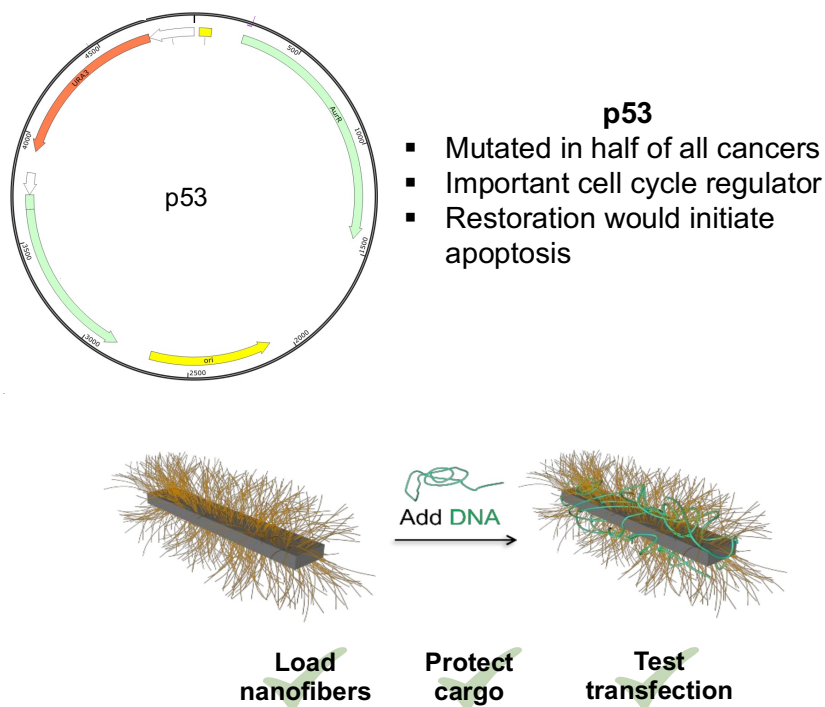 4500
500
URA3
AurR
4000
1000
p53
1500
3500
3000
2000
ori
2500
p53
▪ Mutated in half of all cancers
▪ Important cell cycle regulator
▪ Restoration would initiate
apoptosis
Add DNA
Load
nanofibers
Protect
cargo
Test
transfection